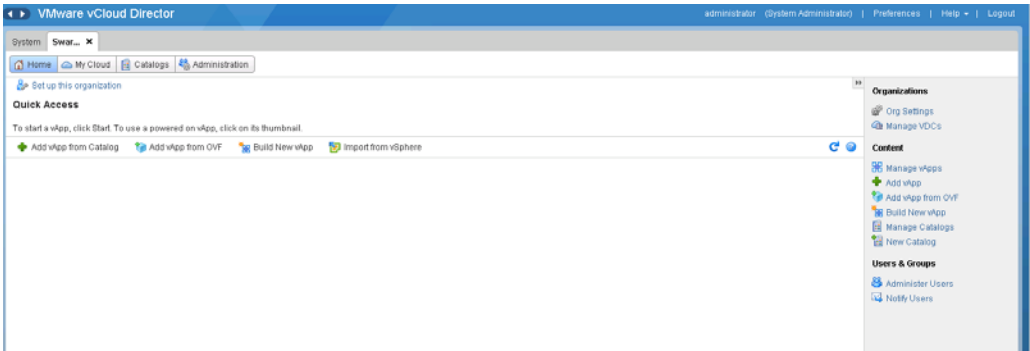 VMware vCloud Director
administrator (System Administrator) | Preferences | Help | Logout
System Swar...
Home My Cloud Catalogs Administration
Set up this organization
Quick Access
To start a vApp, click Start. To use a powered on vApp, click on its thumbnail.
Add vApp from Catalog Add vApp from OVF Build New vApp Import from vSphere
Organizations
Org Settings
Manage VDCs
Content
Manage vApps
Add vApp
Add vApp from OVF
Build New vApp
Manage Catalogs
New Catalog
Users & Groups
Administer Users
Notify Users